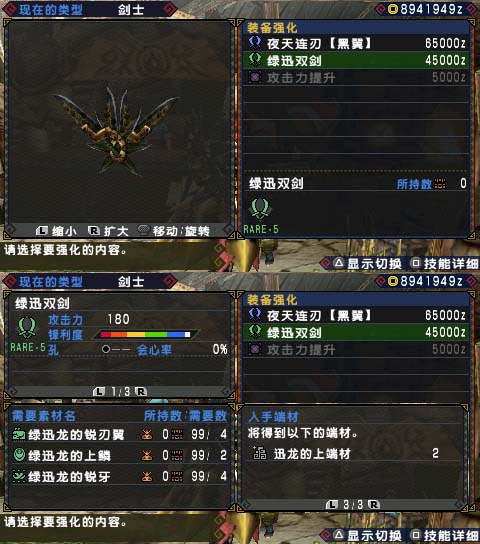 现在的类型 剑士 8941949z
装备强化
夜天连刃【黑翼】 65000z
绿迅双剑 45000z
攻击力提升 5000z
绿迅双剑 所持数 0
RARE-5
L 缩小 R 扩大 移动/旋转
请选择要强化的内容。
△显示切换 □技能详细
现在的类型 剑士 8941949z
装备强化
绿迅双剑
夜天连刃【黑翼】 65000z
攻击力 180
绿迅双剑 45000z
锋利度
攻击力提升 5000z
RARE-5
孔 ●-- 会心率 0%
L 1/3 R
需要素材名 所持数 需要数
绿迅龙的锐刃翼 0 99/ 4
绿迅龙的上鳞 0 99/ 2
绿迅龙的锐牙 0 99/ 4
入手端材
将得到以下的端材。
迅龙的上端材 2
L 3/3 R
请选择要强化的内容。
△显示切换 □技能详细